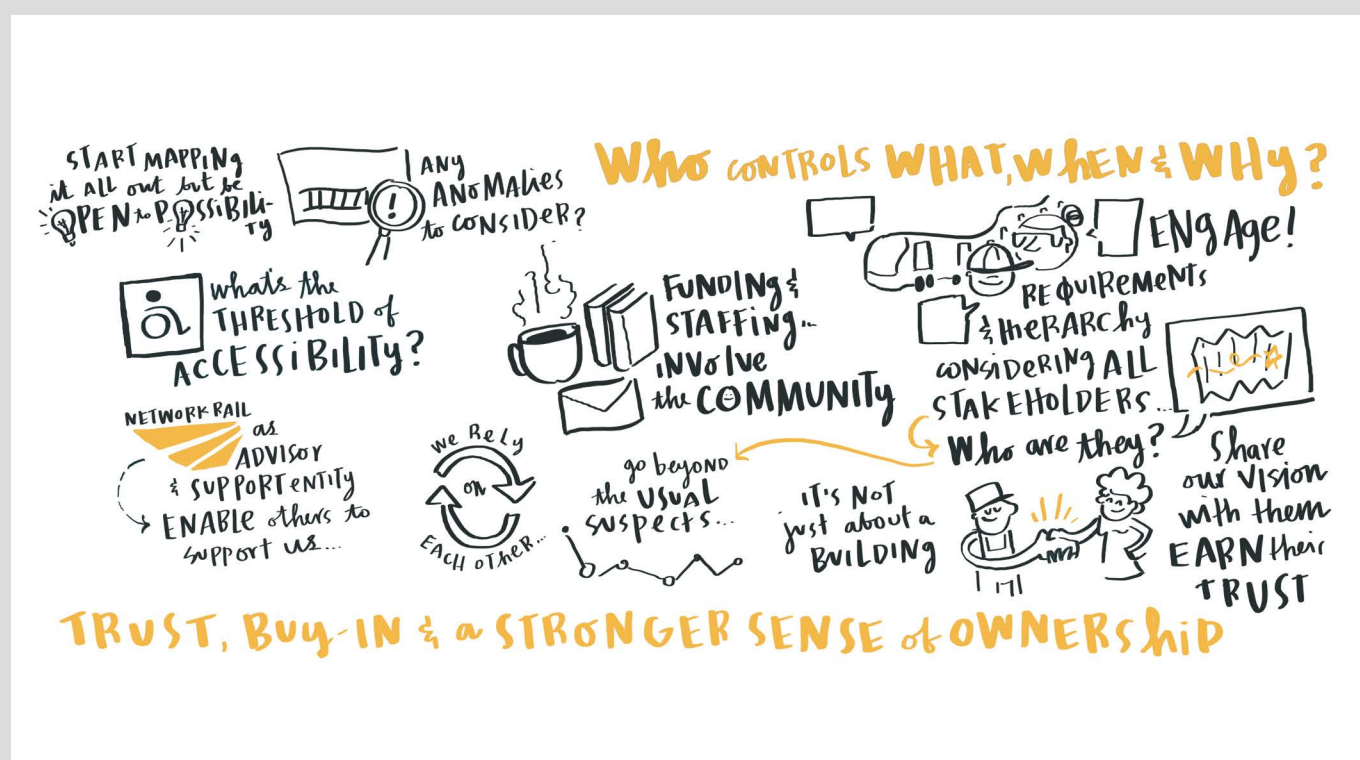 START MAPPING
it ALL out but be
OPEN to POSSIBILI-
TY
ANY
ANOMALIES
to CONSIDER?
Who CONTROLS WHAT, WHEN & WHY?
ENGAGE!
REQUIREMENTS
& HIERARCHY
CONSIDERING ALL
STAKEHOLDERS...
Who are they?
what's the
THRESHOLD of
ACCESSIBILITY?
FUNDING &
STAFFING...
INVOLVE
the COMMUNITY
NETWORK RAIL
as
ADVISOR
& SUPPORT ENTITY
ENABLE others to
support us...
We Rely
on
EACH OTHER...
go beyond
the USUAL
SUSPECTS...
IT'S NOT
just about a
BUILDING
Share
our VISION
with them
EARN their
TRUST
TRUST, Buy-IN & a STRONGER SENSE of OWNERShip